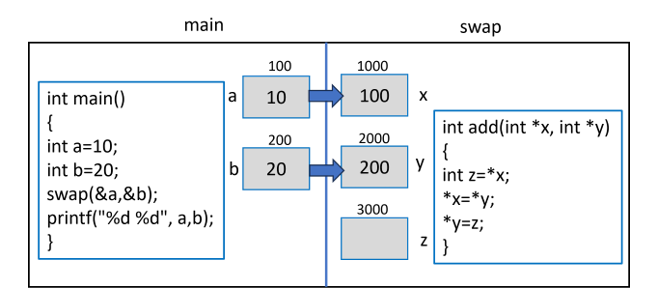 main
swap
100
1000
a
10
100
x
200
2000
b
20
200
y
3000
z
int main()
{
int a=10;
int b=20;
swap(&a,&b);
printf("%d %d", a,b);
}
int add(int *x, int *y)
{
int z=*x;
*x=*y;
*y=z;
}